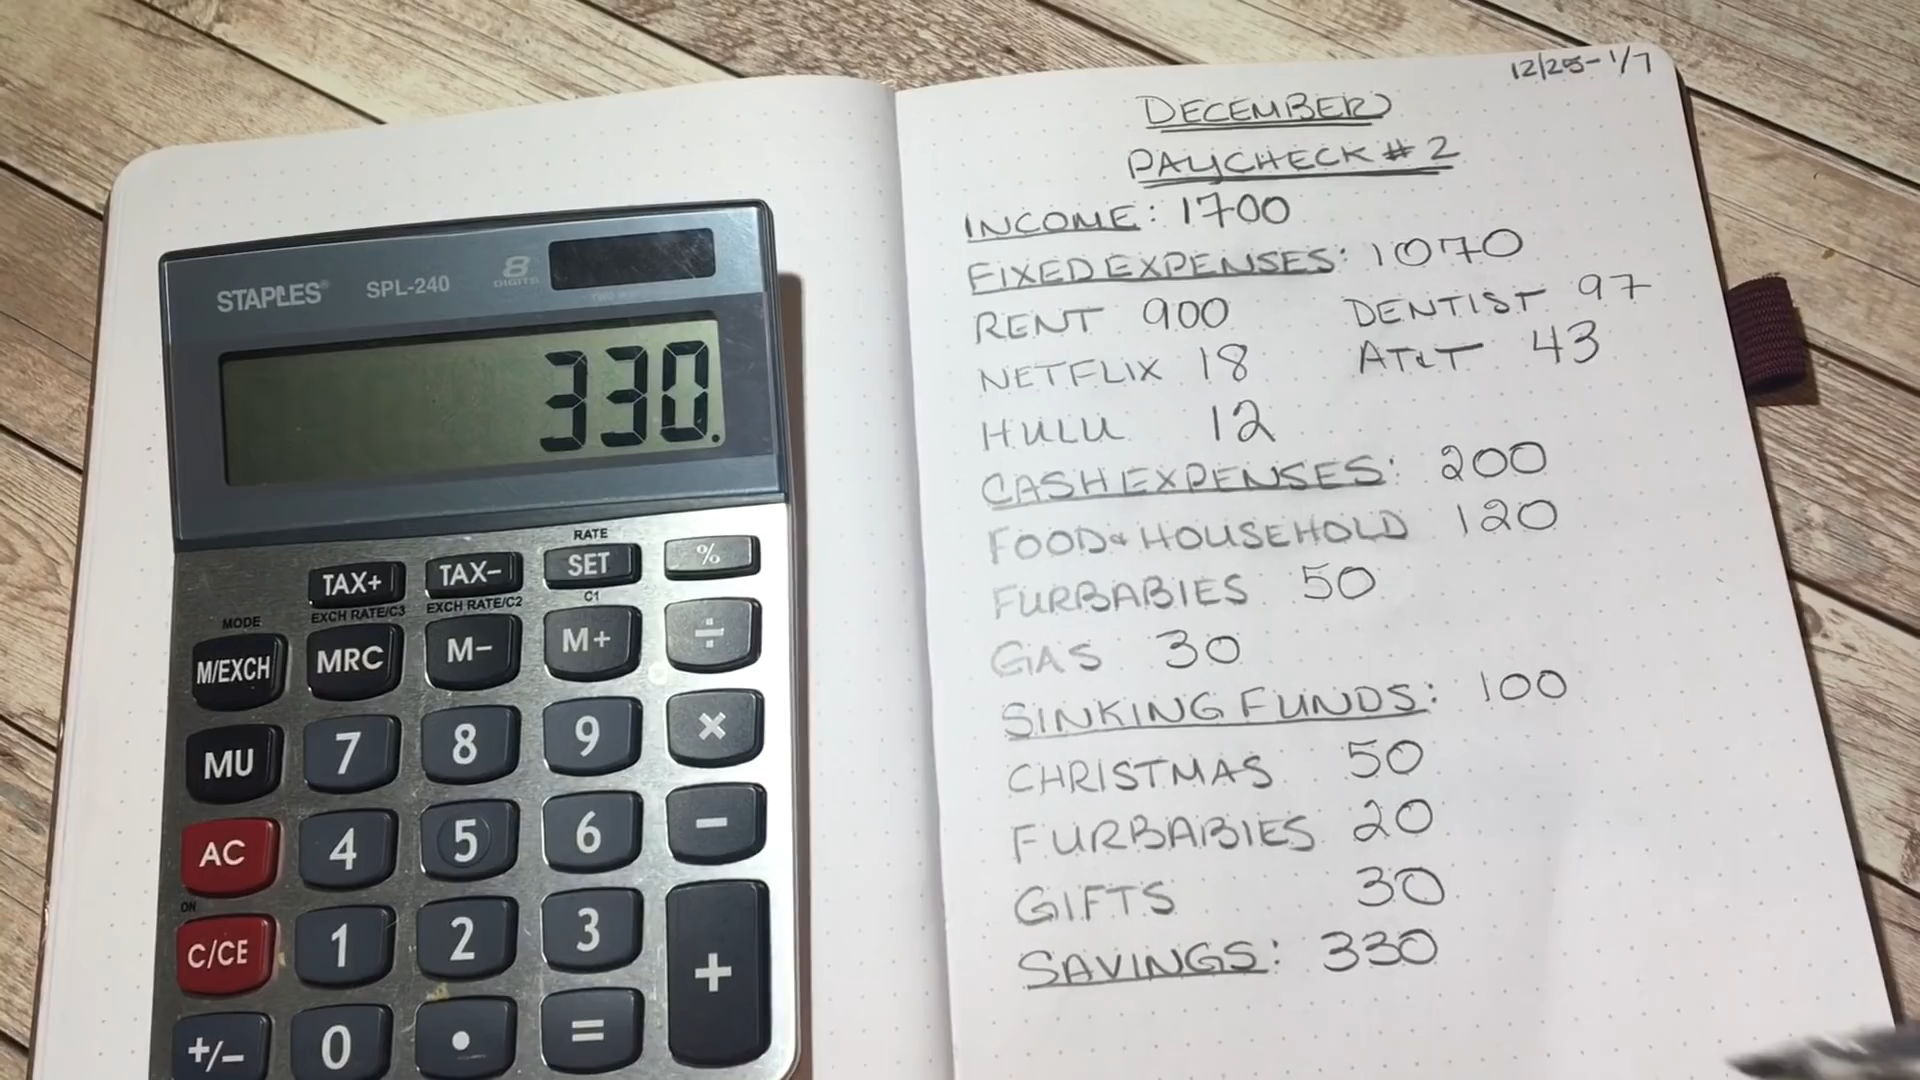 STAPLES® SPL-240 8 DIGITS
330.
RATE
TAX+ TAX- SET %
EXCH RATE/C3 EXCH RATE/C2 C1
MODE
M/EXCH MRC M- M+ ÷
MU 7 8 9 ×
AC 4 5 6 -
ON
C/CE 1 2 3 +
+/- 0 . =
12/25-1/7
DECEMBER
PAYCHECK #2
INCOME: 1700
FIXED EXPENSES: 1070
RENT 900 DENTIST 97
NETFLIX 18 AT&T 43
HULU 12
CASH EXPENSES: 200
FOOD & HOUSEHOLD 120
FURBABIES 50
GAS 30
SINKING FUNDS: 100
CHRISTMAS 50
FURBABIES 20
GIFTS 30
SAVINGS: 330